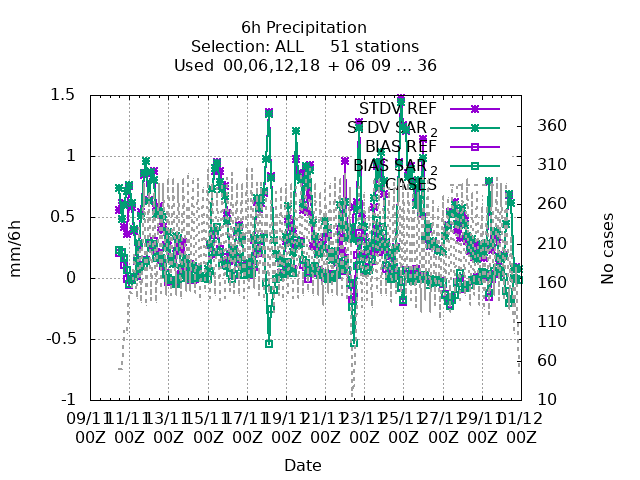 6h Precipitation
Selection: ALL 51 stations
Used 00,06,12,18 + 06 09 ... 36
STDV REF
STDV SAR_2
BIAS REF
BIAS SAR_2
CASES
1.5
1
0.5
0
-0.5
-1
mm/6h
360
310
260
210
160
110
60
10
No cases
09/11 11/11 13/11 15/11 17/11 19/11 21/11 23/11 25/11 27/11 29/11 01/12
00Z 00Z 00Z 00Z 00Z 00Z 00Z 00Z 00Z 00Z 00Z 00Z
Date